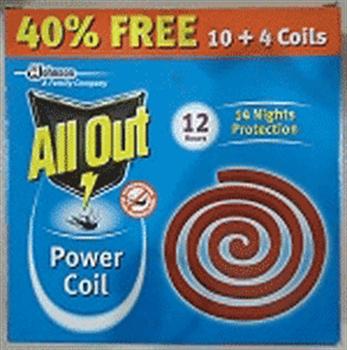 40% FREE 10 + 4 Coils
SC Johnson
A Family Company
All Out
12
Hours
14 Nights
Protection
Power
Coil